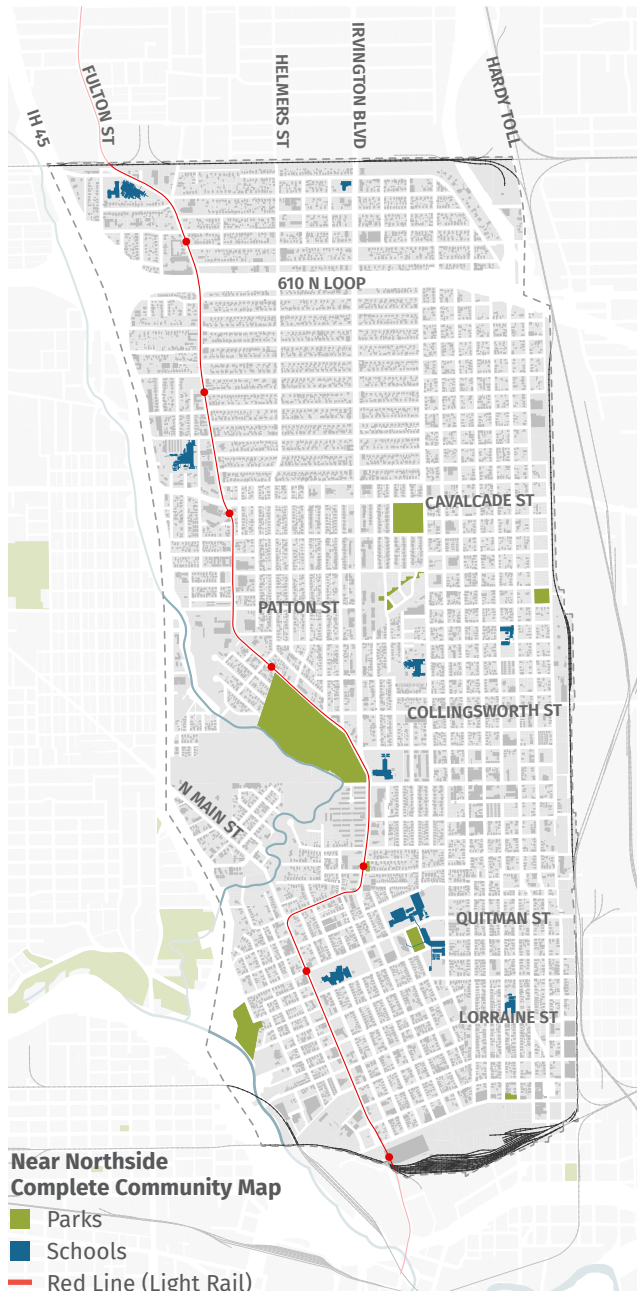 IH 45
FULTON ST
HELMERS ST
IRVINGTON BLVD
HARDY TOLL
610 N LOOP
CAVALCADE ST
PATTON ST
COLLINGSWORTH ST
N MAIN ST
QUITMAN ST
LORRAINE ST
Near Northside
Complete Community Map
Parks
Schools
Red Line (Light Rail)